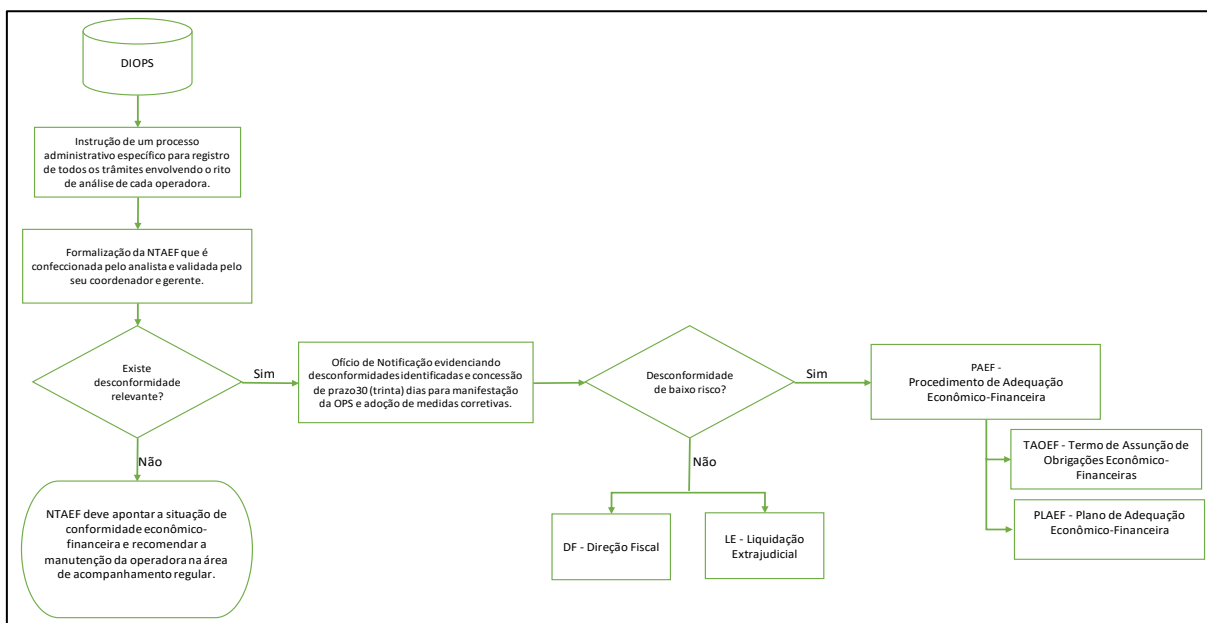 DIOPS
Instrução de um processo
administrativo específico para registro
de todos os trâmites envolvendo o rito
de análise de cada operadora.
Formalização da NTAEF que é
confeccionada pelo analista e validada pelo
seu coordenador e gerente.
Existe
desconformidade
relevante?
Sim
Ofício de Notificação evidenciando
desconformidades identificadas e concessão
de prazo30 (trinta) dias para manifestação
da OPS e adoção de medidas corretivas.
Desconformidade
de baixo risco?
Sim
PAEF -
Procedimento de Adequação
Econômico-Financeira
TAOEF - Termo de Assunção de
Obrigações Econômico-
Financeiras
PLAEF - Plano de Adequação
Econômico-Financeira
Não
DF - Direção Fiscal
LE - Liquidação
Extrajudicial
Não
NTAEF deve apontar a situação de
conformidade econômico-
financeira e recomendar a
manutenção da operadora na área
de acompanhamento regular.